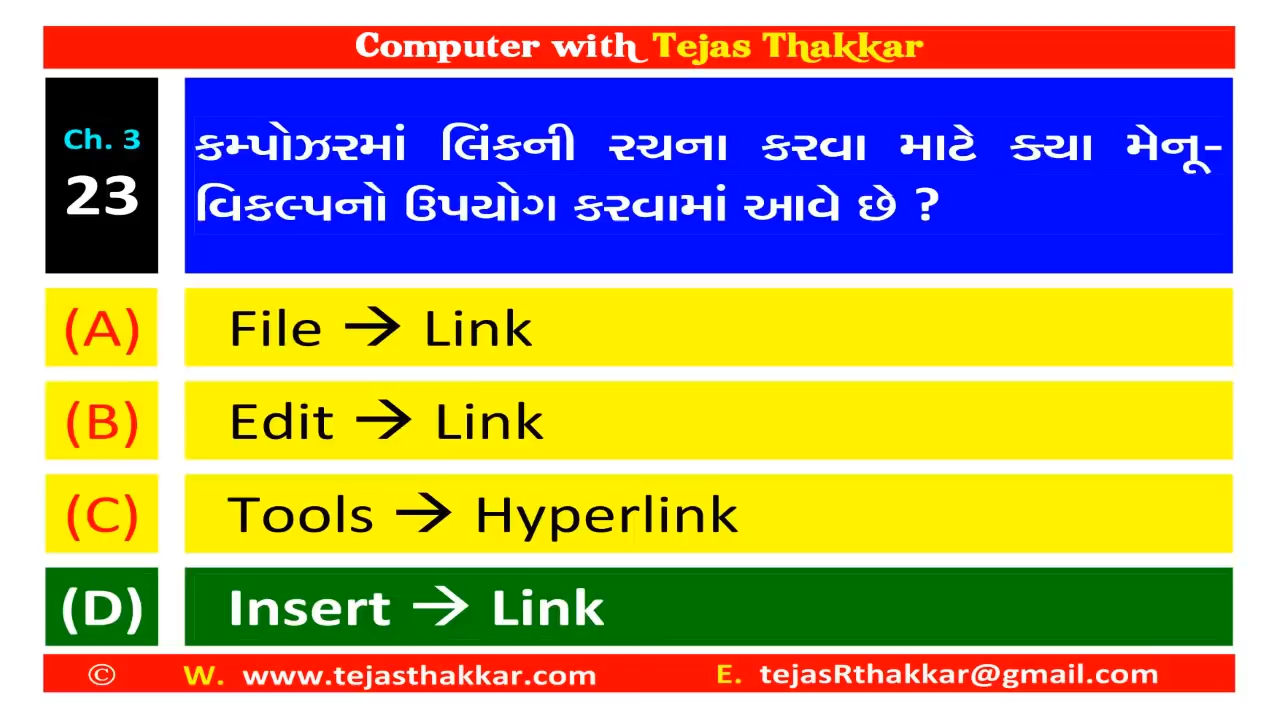 Computer with Tejas Thakkar
Ch. 3
23
કમ્પોઝરમાં લિંકની રચના કરવા માટે ક્યા મેનૂ-
વિકલ્પનો ઉપયોગ કરવામાં આવે છે ?
(A) File → Link
(B) Edit → Link
(C) Tools → Hyperlink
(D) Insert → Link
© W. www.tejasthakkar.com E. tejasRthakkar@gmail.com